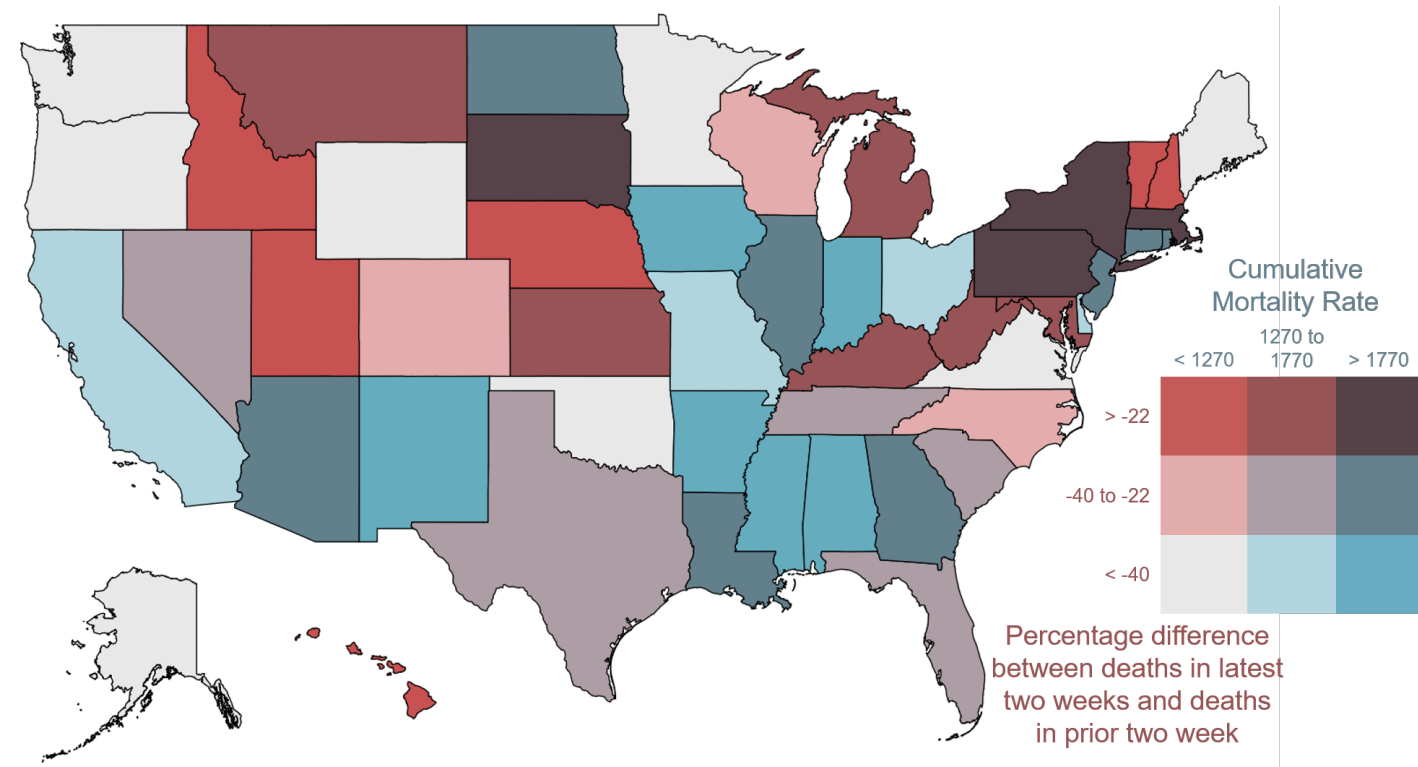 Cumulative
Mortality Rate
< 1270
1270 to
1770
> 1770
> -22
-40 to -22
< -40
Percentage difference
between deaths in latest
two weeks and deaths
in prior two week